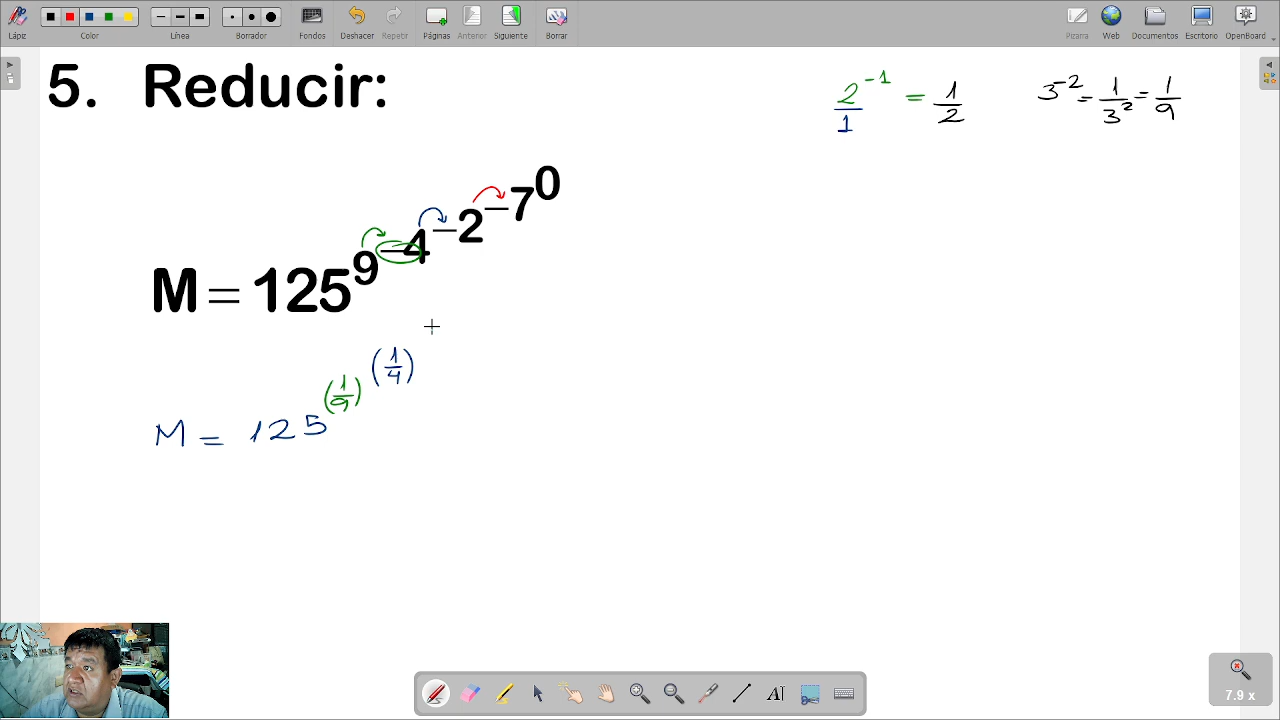 Lápiz Color Línea Borrador Fondos Deshacer Repetir Páginas Anterior Siguiente Borrar Pizarra Web Documentos Escritorio OpenBoard
5. Reducir:
2^-1 / 1 = 1/2 3^-2 = 1/3^2 = 1/9
M = 125^9^-4^-2^-7^0
M = 125^(1/9)^(1/4)
7.9 x